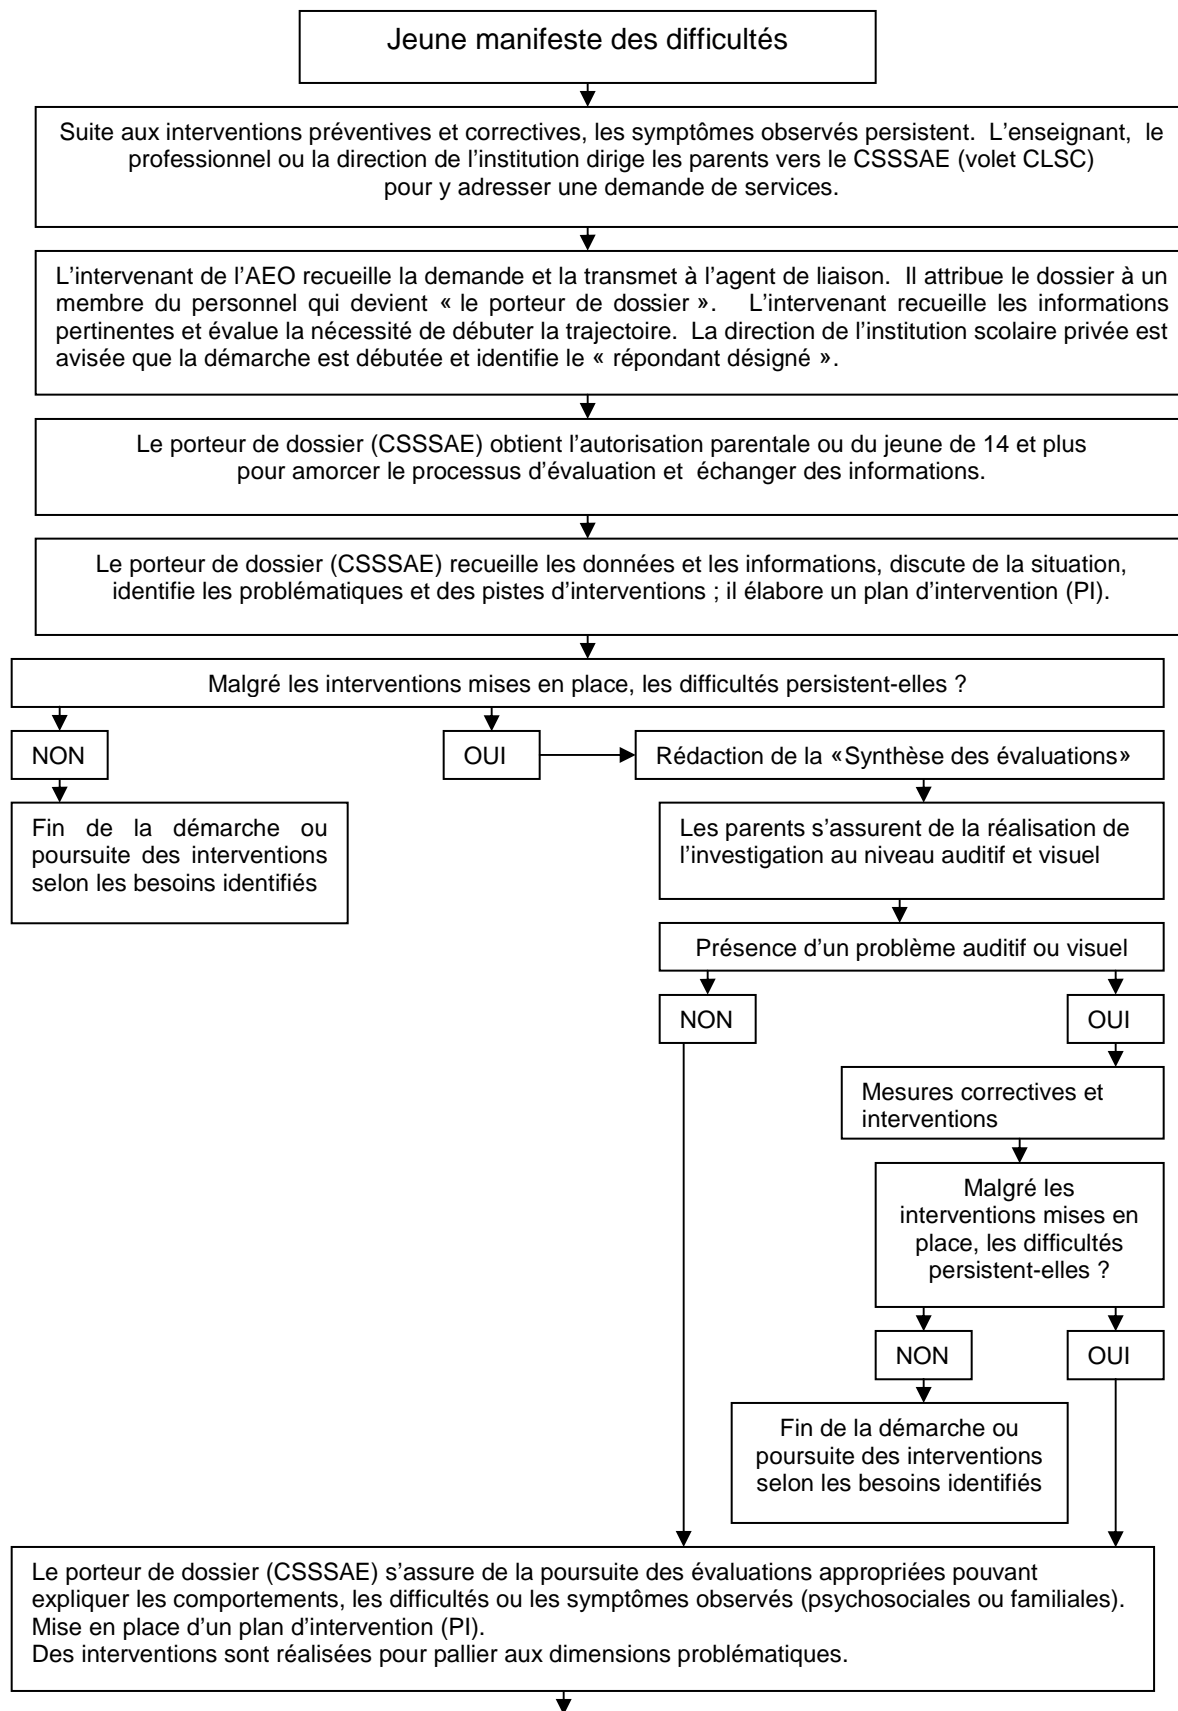 Jeune manifeste des difficultés
Suite aux interventions préventives et correctives, les symptômes observés persistent. L’enseignant, le
professionnel ou la direction de l’institution dirige les parents vers le CSSSAE (volet CLSC)
pour y adresser une demande de services.
L’intervenant de l’AEO recueille la demande et la transmet à l’agent de liaison. Il attribue le dossier à un
membre du personnel qui devient « le porteur de dossier ». L’intervenant recueille les informations
pertinentes et évalue la nécessité de débuter la trajectoire. La direction de l’institution scolaire privée est
avisée que la démarche est débutée et identifie le « répondant désigné ».
Le porteur de dossier (CSSSAE) obtient l’autorisation parentale ou du jeune de 14 et plus
pour amorcer le processus d’évaluation et échanger des informations.
Le porteur de dossier (CSSSAE) recueille les données et les informations, discute de la situation,
identifie les problématiques et des pistes d’interventions ; il élabore un plan d’intervention (PI).
Malgré les interventions mises en place, les difficultés persistent-elles ?
NON
OUI
Rédaction de la «Synthèse des évaluations»
Fin de la démarche ou
poursuite des interventions
selon les besoins identifiés
Les parents s’assurent de la réalisation de
l’investigation au niveau auditif et visuel
Présence d’un problème auditif ou visuel
NON
OUI
Mesures correctives et
interventions
Malgré les
interventions mises en
place, les difficultés
persistent-elles ?
NON
OUI
Fin de la démarche ou
poursuite des interventions
selon les besoins identifiés
Le porteur de dossier (CSSSAE) s’assure de la poursuite des évaluations appropriées pouvant
expliquer les comportements, les difficultés ou les symptômes observés (psychosociales ou familiales).
Mise en place d’un plan d’intervention (PI).
Des interventions sont réalisées pour pallier aux dimensions problématiques.